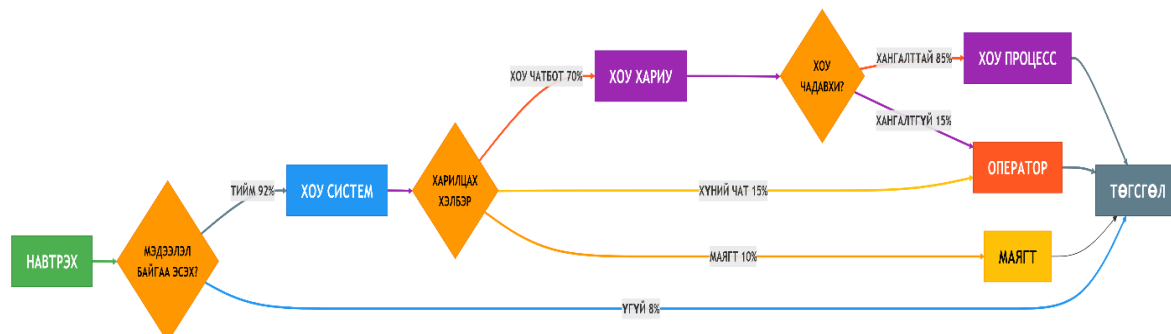 НАВТРЭХ
МЭДЭЭЛЭЛ
БАЙГАА ЭСЭХ?
ТИЙМ 92%
ХОУ СИСТЕМ
ХАРИЛЦАХ
ХЭЛБЭР
ХОУ ЧАТБОТ 70%
ХОУ ХАРИУ
ХОУ
ЧАДАВХИ?
ХАНГАЛТТАЙ 85%
ХОУ ПРОЦЕСС
ХАНГАЛТГҮЙ 15%
ОПЕРАТОР
ХҮНИЙ ЧАТ 15%
МАЯГТ 10%
МАЯГТ
ҮГҮЙ 8%
ТӨГСГӨЛ